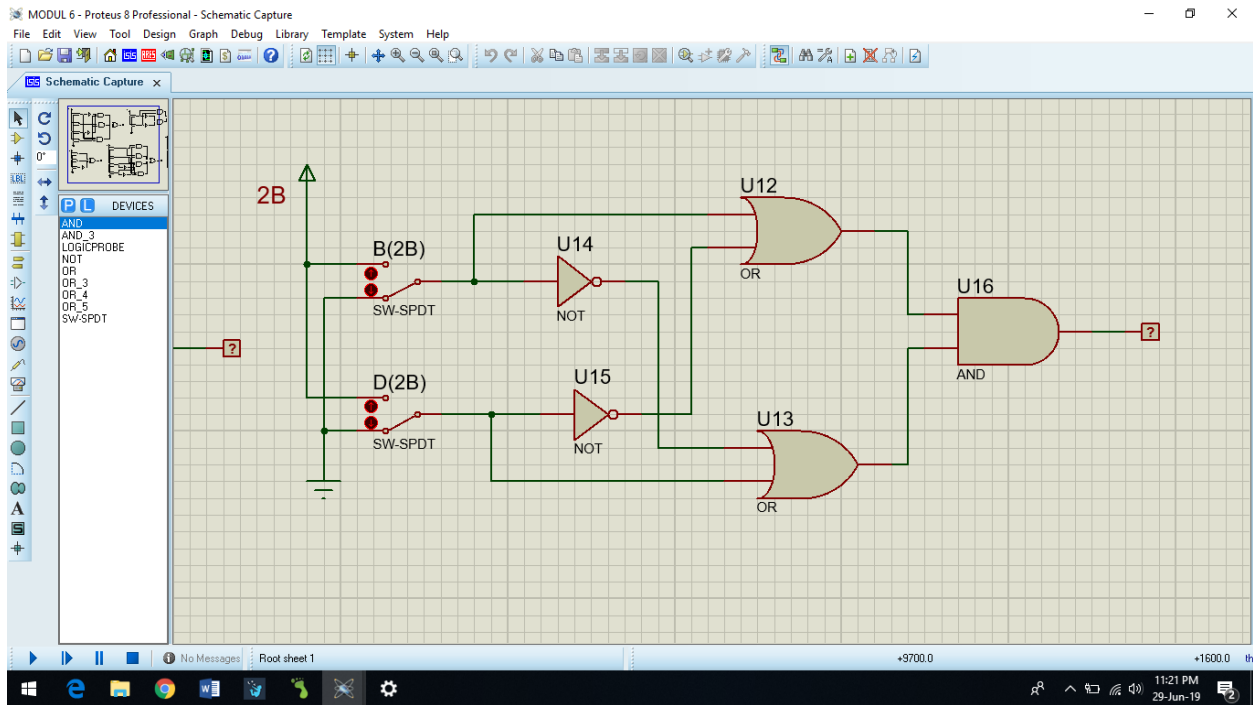 MODUL 6 - Proteus 8 Professional - Schematic Capture
File Edit View Tool Design Graph Debug Library Template System Help
Schematic Capture
0°
P L DEVICES
AND
AND_3
LOGICPROBE
NOT
OR
OR_3
OR_4
OR_5
SW-SPDT
2B
B(2B)
SW-SPDT
D(2B)
SW-SPDT
U14
NOT
U15
NOT
U12
OR
U13
OR
U16
AND
?
?
No Messages
Root sheet 1
+9700.0
+1600.0
th
11:21 PM
29-Jun-19
2